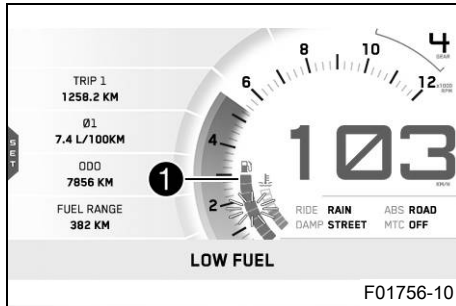 TRIP 1
1258.2 KM
Ø1
7.4 L/100KM
ODO
7856 KM
FUEL RANGE
382 KM
SET
2
4
6
8
10
12
x1000
RPM
4
GEAR
1
103
KM/H
RIDE RAIN ABS ROAD
DAMP STREET MTC OFF
LOW FUEL
F01756-10